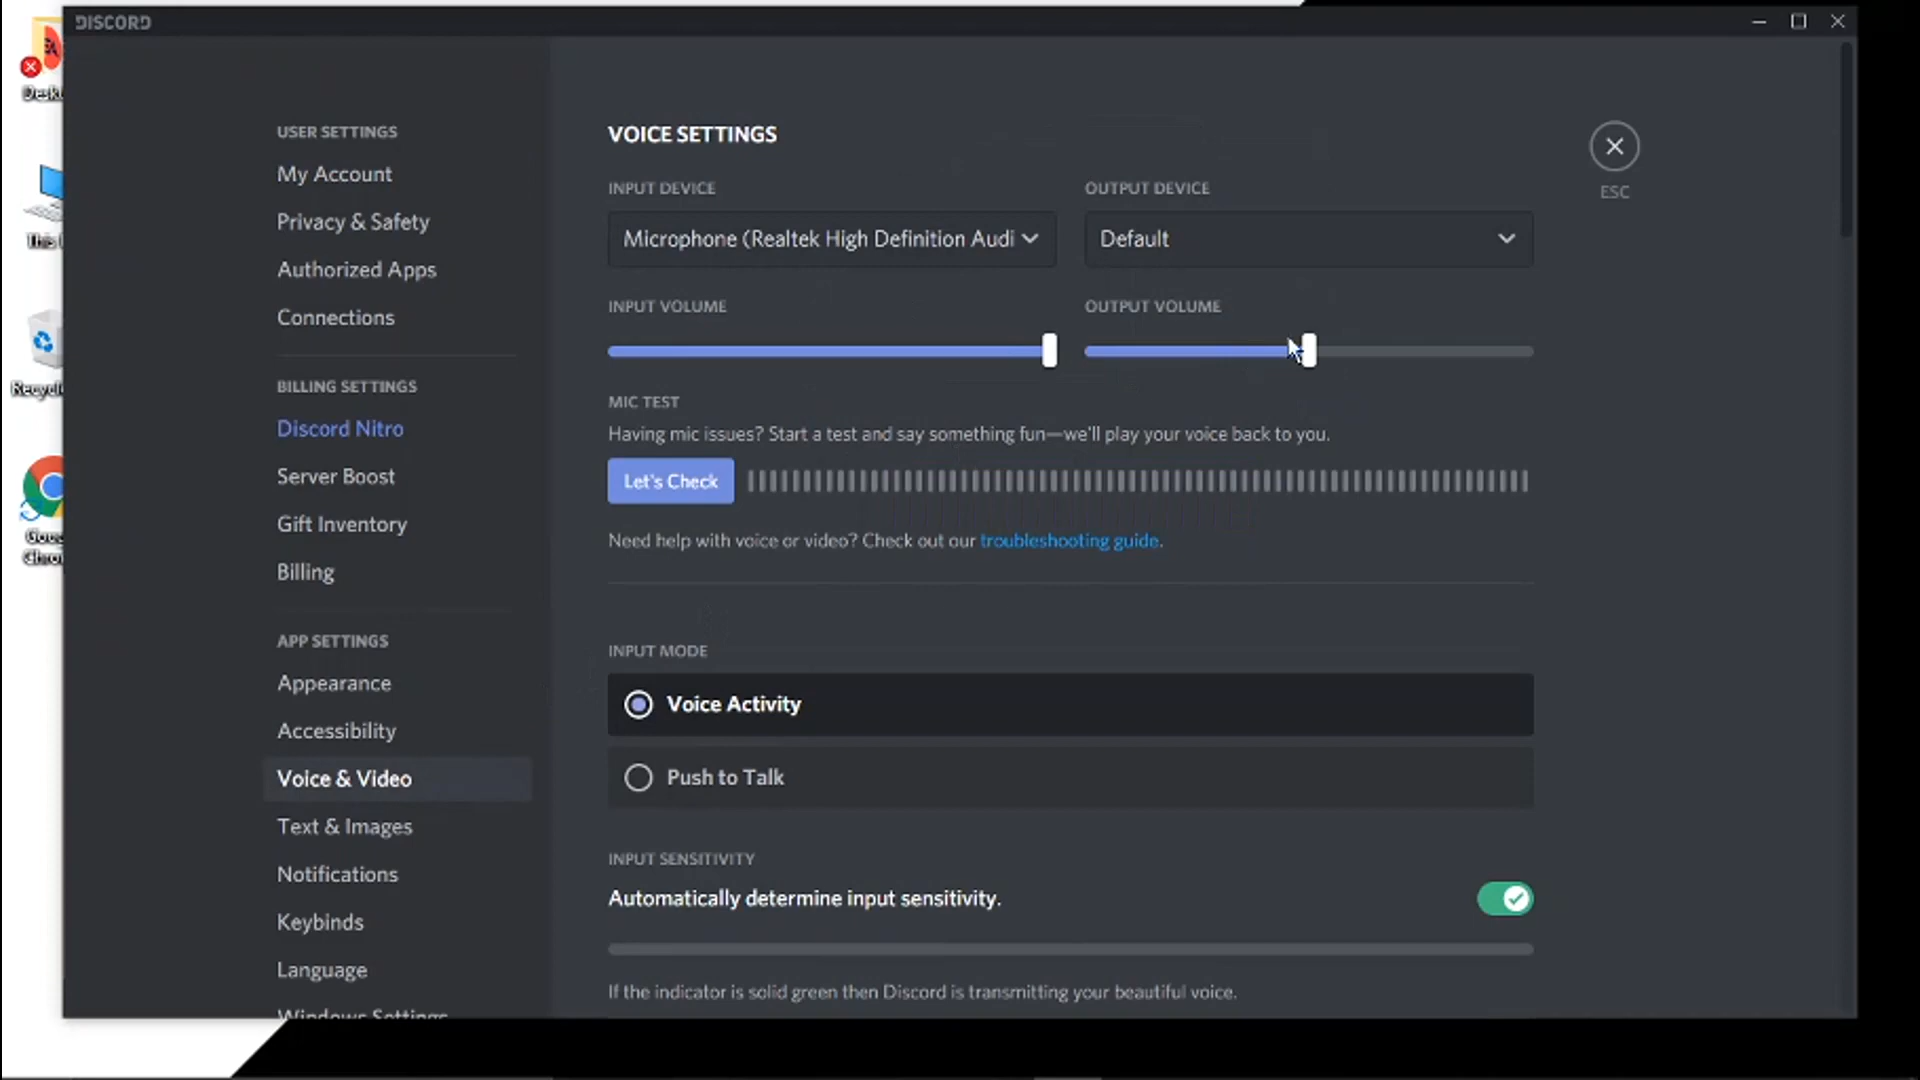 DISCORD
USER SETTINGS
My Account
Privacy & Safety
Authorized Apps
Connections
BILLING SETTINGS
Discord Nitro
Server Boost
Gift Inventory
Billing
APP SETTINGS
Appearance
Accessibility
Voice & Video
Text & Images
Notifications
Keybinds
Language
Windows Settings
VOICE SETTINGS
INPUT DEVICE
Microphone (Realtek High Definition Audi
OUTPUT DEVICE
Default
ESC
INPUT VOLUME
OUTPUT VOLUME
MIC TEST
Having mic issues? Start a test and say something fun—we'll play your voice back to you.
Let's Check
Need help with voice or video? Check out our troubleshooting guide.
INPUT MODE
Voice Activity
Push to Talk
INPUT SENSITIVITY
Automatically determine input sensitivity.
If the indicator is solid green then Discord is transmitting your beautiful voice.